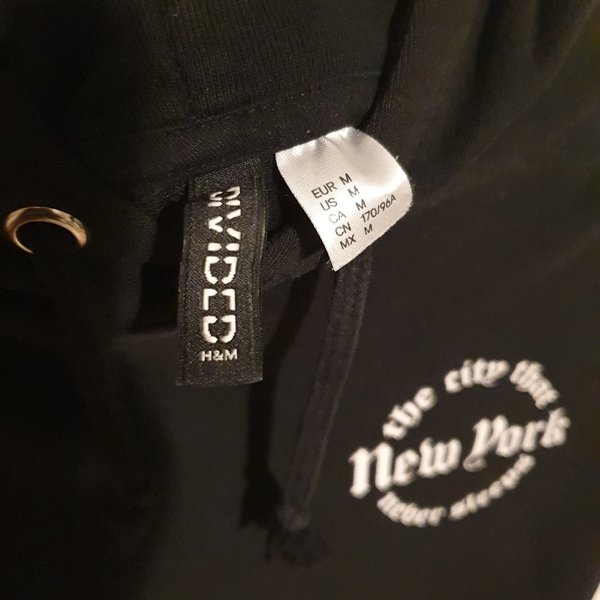 DIVIDED
H&M
EUR M
US M
CA M
CN 170/96A
MX M
the city that
New York
never sleeps